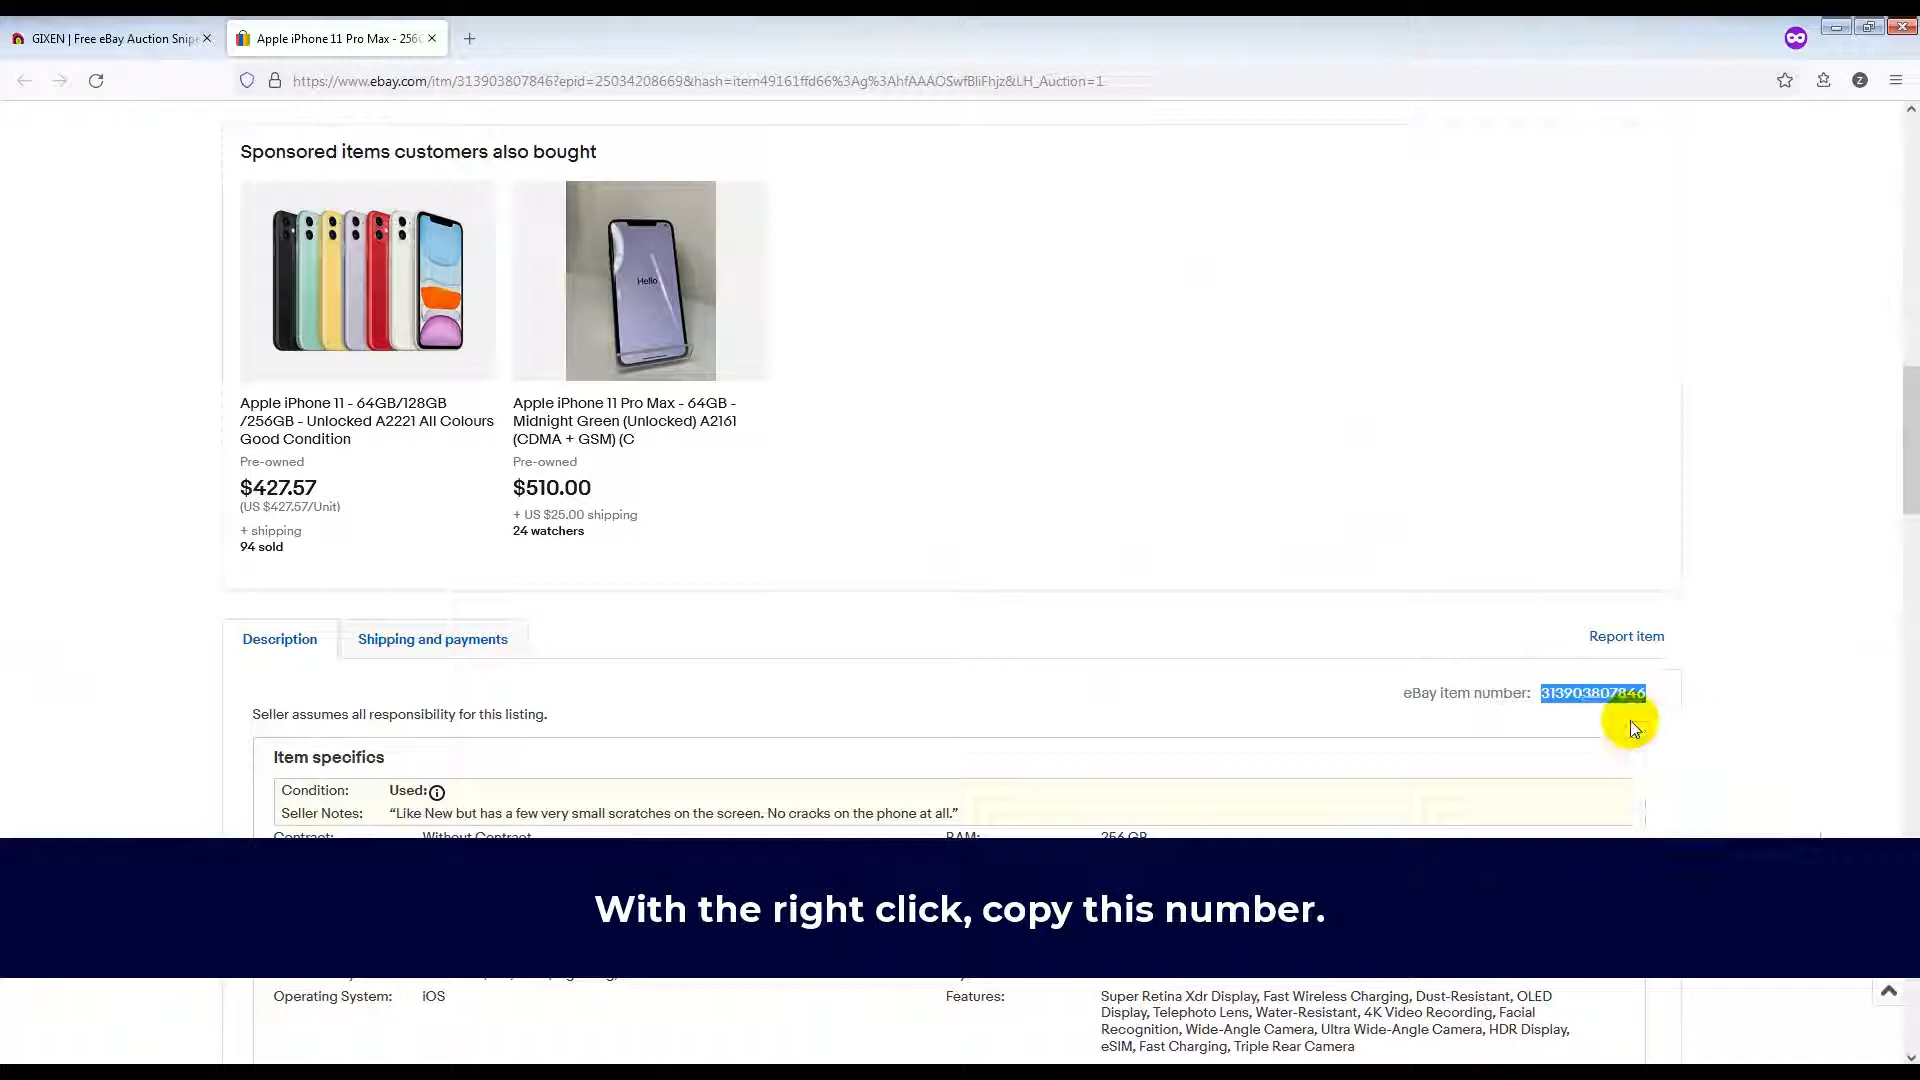 GIXEN | Free eBay Auction Snip
Apple iPhone 11 Pro Max - 256
https://www.ebay.com/itm/313903807846?epid=25034208669&hash=item49161ffd66%3Ag%3AhfAAAOSwfBliFhjz&LH_Auction=1
Z
Sponsored items customers also bought
Hello
Apple iPhone 11 - 64GB/128GB
/256GB - Unlocked A2221 All Colours
Good Condition
Pre-owned
$427.57
(US $427.57/Unit)
+ shipping
94 sold
Apple iPhone 11 Pro Max - 64GB -
Midnight Green (Unlocked) A2161
(CDMA + GSM) (C
Pre-owned
$510.00
+ US $25.00 shipping
24 watchers
Description
Shipping and payments
Report item
eBay item number: 313903807846
Seller assumes all responsibility for this listing.
Item specifics
Condition: Used:
Seller Notes: “Like New but has a few very small scratches on the screen. No cracks on the phone at all.”
Contract: Without Contract RAM: 256 GB
With the right click, copy this number.
Operating System: iOS
Features: Super Retina Xdr Display, Fast Wireless Charging, Dust-Resistant, OLED
Display, Telephoto Lens, Water-Resistant, 4K Video Recording, Facial
Recognition, Wide-Angle Camera, Ultra Wide-Angle Camera, HDR Display,
eSIM, Fast Charging, Triple Rear Camera